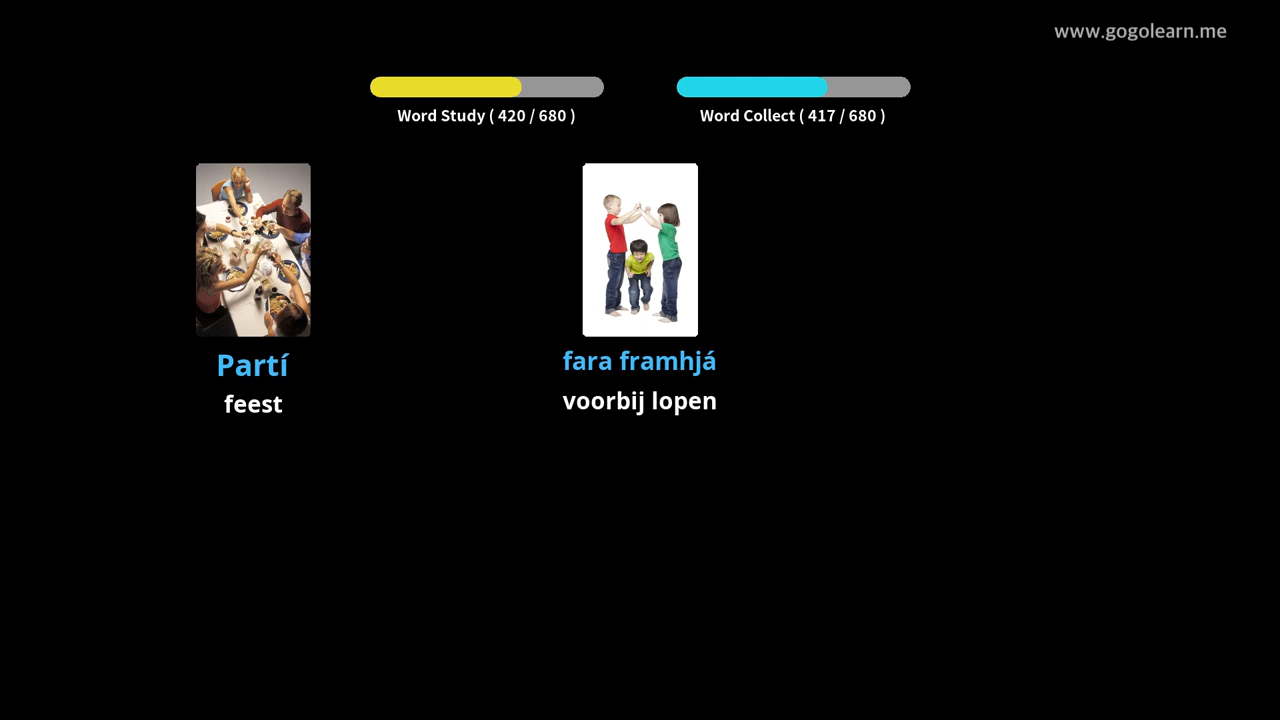 www.gogolearn.me
Word Study ( 420 / 680 )
Word Collect ( 417 / 680 )
Partí
feest
fara framhjá
voorbij lopen